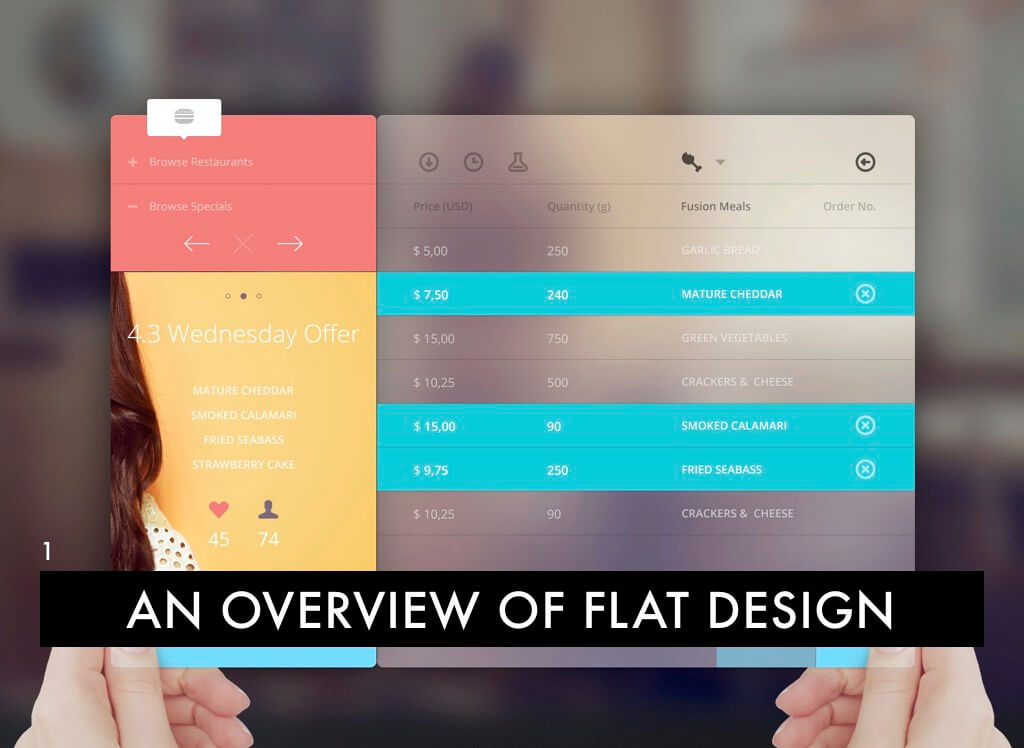 Browse Restaurants
Browse Specials
4.3 Wednesday Offer
MATURE CHEDDAR
SMOKED CALAMARI
FRIED SEABASS
STRAWBERRY CAKE
45 74
Price (USD) Quantity (g) Fusion Meals Order No.
$ 5,00 250 GARLIC BREAD
$ 7,50 240 MATURE CHEDDAR
$ 15,00 750 GREEN VEGETABLES
$ 10,25 500 CRACKERS & CHEESE
$ 15,00 90 SMOKED CALAMARI
$ 9,75 250 FRIED SEABASS
$ 10,25 90 CRACKERS & CHEESE
1
AN OVERVIEW OF FLAT DESIGN